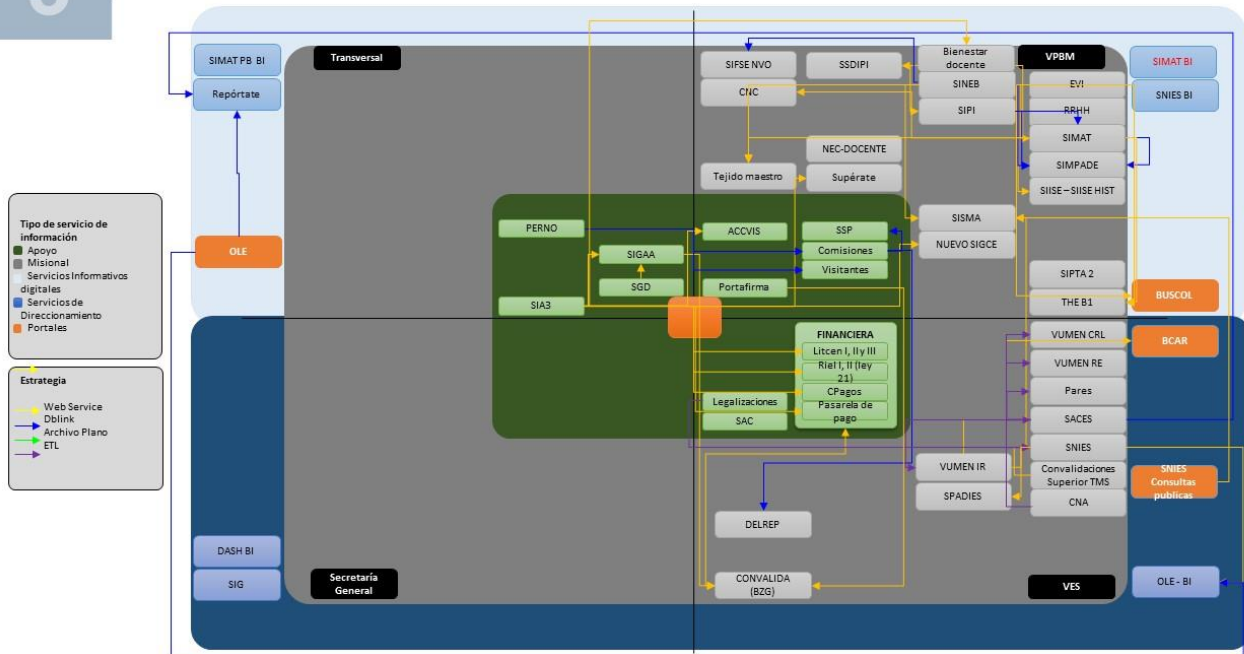 SIMAT PB BI
Repórtate
Transversal
SIFSE NVO
CNC
SSDIPI
Bienestar
docente
SINEB
SIPI
VPBM
EVI
RRHH
SIMAT
SIMPADE
SIISE – SIISE HIST
SIMAT BI
SNIES BI
NEC-DOCENTE
Supérate
Tejido maestro
Tipo de servicio de
información
Apoyo
Misional
Servicios Informativos
digitales
Servicios de
Direccionamiento
Portales
OLE
PERNO
SIGAA
SGD
SIA3
ACCVIS
Portafirma
SSP
Comisiones
Visitantes
SISMA
NUEVO SIGCE
SIPTA 2
THE B1
BUSCOL
BCAR
FINANCIERA
Litcen I, II y III
Riel I, II (ley
21)
CPagos
Pasarela de
pago
Legalizaciones
SAC
VUMEN CRL
VUMEN RE
Pares
SACES
SNIES
Convalidaciones
Superior TMS
CNA
Estrategia
Web Service
Dblink
Archivo Plano
ETL
VUMEN IR
SPADIES
SNIES
Consultas
publicas
DELREP
DASH BI
SIG
Secretaría
General
CONVALIDA
(BZG)
VES
OLE - BI